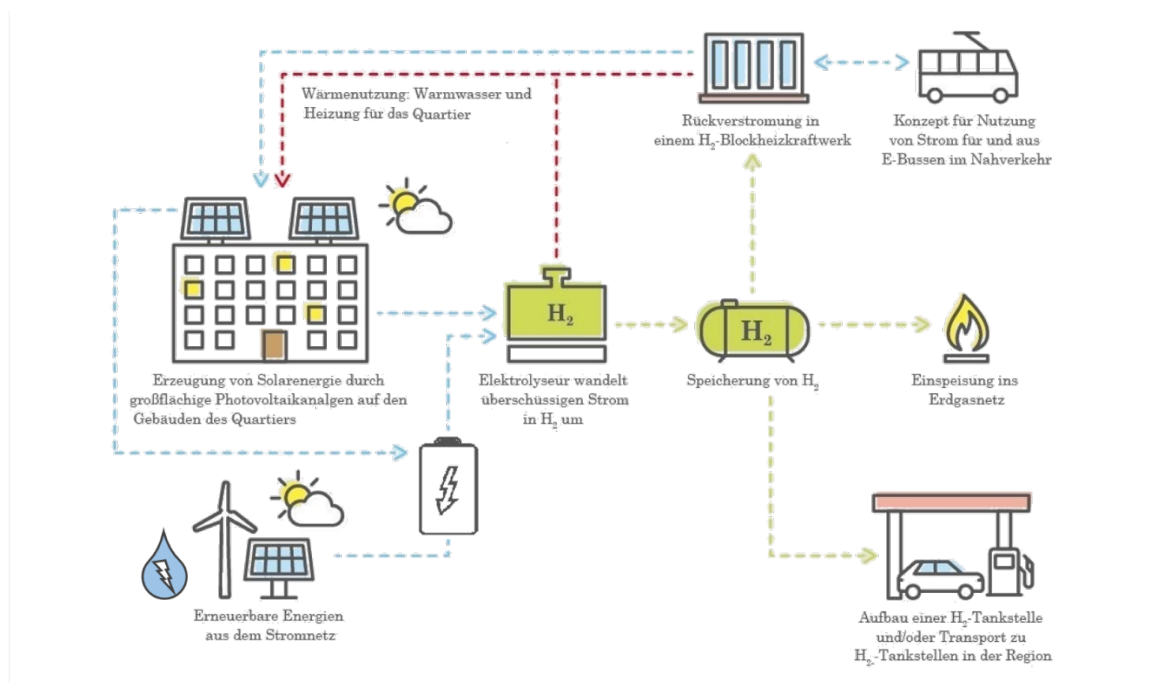 Wärmenutzung: Warmwasser und
Heizung für das Quartier
Rückverstromung in
einem H₂-Blockheizkraftwerk
Konzept für Nutzung
von Strom für und aus
E-Bussen im Nahverkehr
H₂
H₂
Erzeugung von Solarenergie durch
großflächige Photovoltaikanalgen auf den
Gebäuden des Quartiers
Elektrolyseur wandelt
überschüssigen Strom
in H₂ um
Speicherung von H₂
Einspeisung ins
Erdgasnetz
Erneuerbare Energien
aus dem Stromnetz
Aufbau einer H₂-Tankstelle
und/oder Transport zu
H₂-Tankstellen in der Region